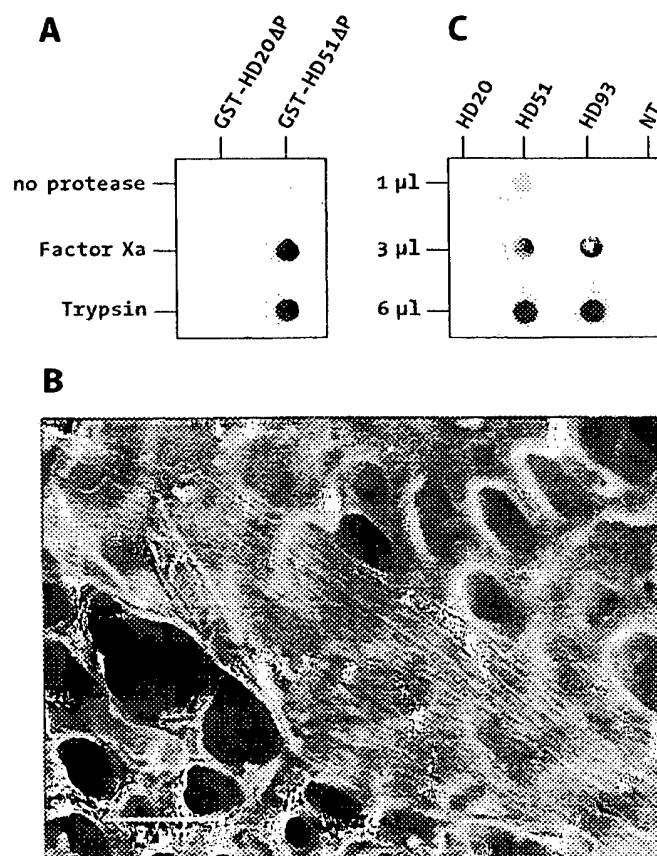 A
GST-HD20ΔP
GST-HD51ΔP
no protease
Factor Xa
Trypsin
C
HD20
HD51
HD93
NT
1 µl
3 µl
6 µl
B